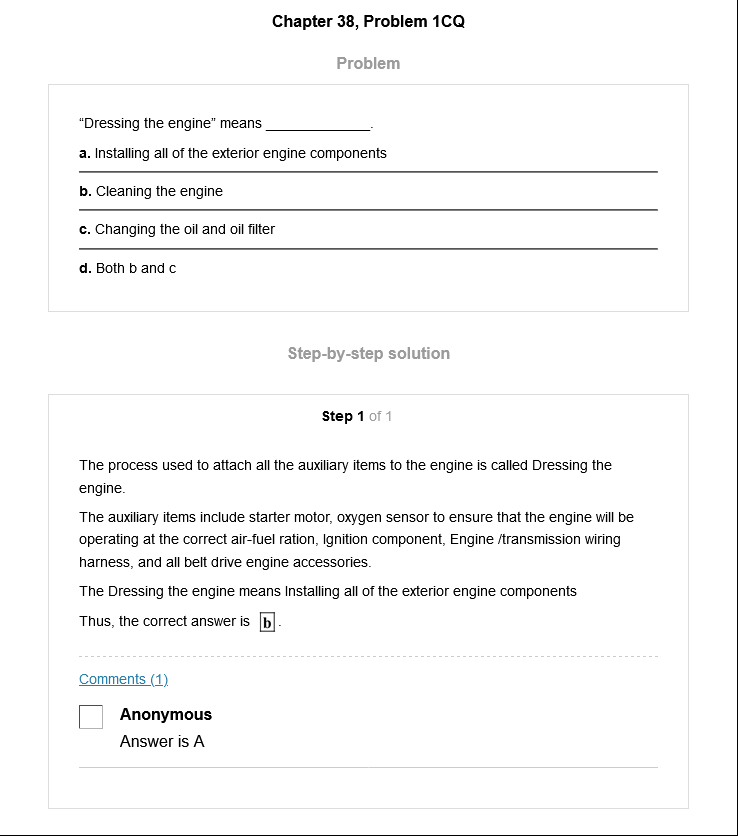 Chapter 38, Problem 1CQ
Problem
“Dressing the engine” means _____________.
a. Installing all of the exterior engine components
b. Cleaning the engine
c. Changing the oil and oil filter
d. Both b and c
Step-by-step solution
Step 1 of 1
The process used to attach all the auxiliary items to the engine is called Dressing the
engine.
The auxiliary items include starter motor, oxygen sensor to ensure that the engine will be
operating at the correct air-fuel ration, Ignition component, Engine /transmission wiring
harness, and all belt drive engine accessories.
The Dressing the engine means Installing all of the exterior engine components
Thus, the correct answer is b.
Comments (1)
Anonymous
Answer is A